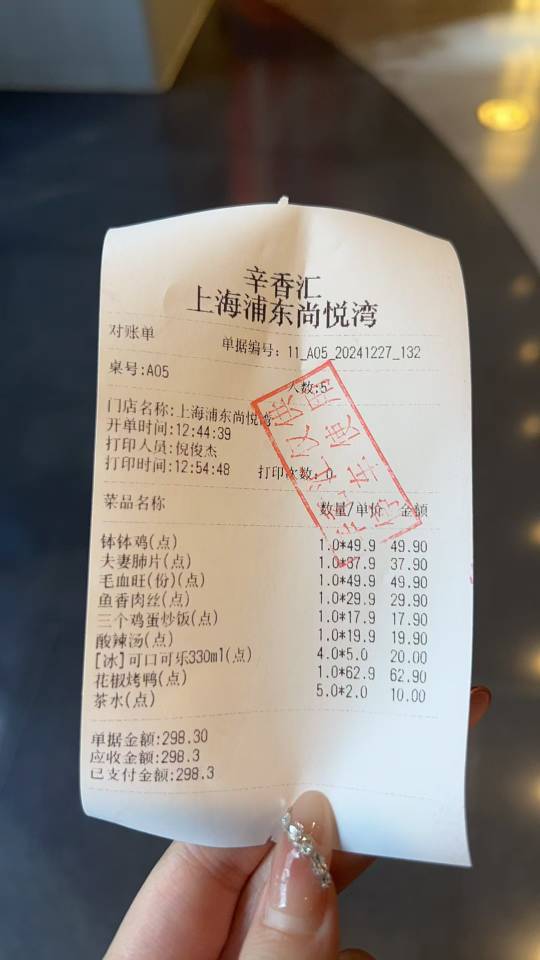 辛香汇
上海浦东尚悦湾
对账单
单据编号: 11_A05_20241227_132
桌号:A05
人数:5
门店名称:上海浦东尚悦湾
开单时间:12:44:39
打印人员:倪俊杰
打印时间:12:54:48 打印次数: 0
菜品名称 数量/单价 金额
钵钵鸡(点) 1.0*49.9 49.90
夫妻肺片(点) 1.0*37.9 37.90
毛血旺(份)(点) 1.0*49.9 49.90
鱼香肉丝(点) 1.0*29.9 29.90
三个鸡蛋炒饭(点) 1.0*17.9 17.90
酸辣汤(点) 1.0*19.9 19.90
[冰]可口可乐330ml(点) 4.0*5.0 20.00
花椒烤鸭(点) 1.0*62.9 62.90
茶水(点) 5.0*2.0 10.00
单据金额:298.30
应收金额:298.3
已支付金额:298.3
仅使用
停车使